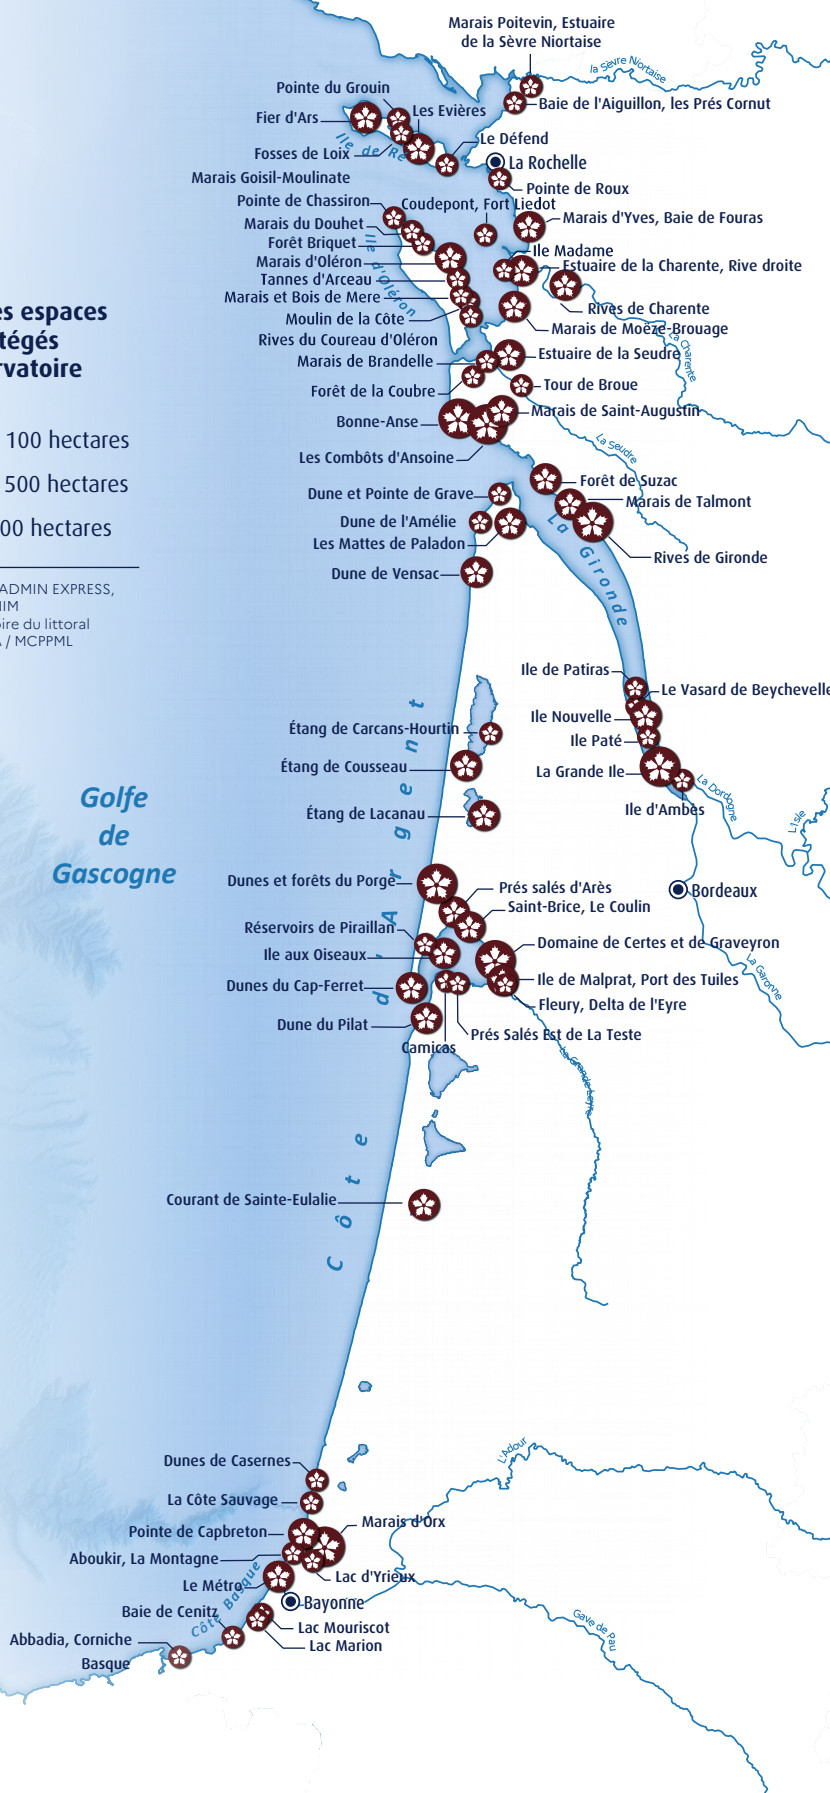 Marais Poitevin, Estuaire
de la Sèvre Niortaise
la Sèvre Niortaise
Pointe du Grouin
Baie de l'Aiguillon, les Prés Cornut
Les Evières
Fier d'Ars
Le Défend
Ile de Ré
Fosses de Loix
La Rochelle
Marais Goisil-Moulinate
Pointe de Roux
Pointe de Chassiron
Coudepont, Fort Liedot
Marais du Douhet
Marais d'Yves, Baie de Fouras
Forêt Briquet
Ile Madame
Marais d'Oléron
Estuaire de la Charente, Rive droite
Ile d'Oléron
Tannes d'Arceau
Marais et Bois de Mere
es espaces
Rives de Charente
Moulin de la Côte
Marais de Moëze-Brouage
La Charente
tégés
Rives du Coureau d'Oléron
Estuaire de la Seudre
rvatoire
Marais de Brandelle
Tour de Broue
Forêt de la Coubre
Marais de Saint-Augustin
Bonne-Anse
100 hectares
La Seudre
Les Combôts d'Ansoine
500 hectares
Forêt de Suzac
Dune et Pointe de Grave
Marais de Talmont
00 hectares
Dune de l'Amélie
Les Mattes de Paladon
La Gironde
Rives de Gironde
Dune de Vensac
ADMIN EXPRESS,
HIM
ire du littoral
A / MCPPML
Ile de Patiras
Le Vasard de Beychevelle
Ile Nouvelle
Étang de Carcans-Hourtin
Ile Paté
Étang de Cousseau
La Grande Ile
La Dordogne
Golfe
de
Gascogne
Ile d'Ambès
Étang de Lacanau
L'Isle
Dunes et forêts du Porge
Prés salés d'Arès
Bordeaux
Saint-Brice, Le Coulin
Réservoirs de Piraillan
Domaine de Certes et de Graveyron
Ile aux Oiseaux
La Garonne
Dunes du Cap-Ferret
Ile de Malprat, Port des Tuiles
Fleury, Delta de l'Eyre
Dune du Pilat
Prés Salés Est de La Teste
Camicas
La Grande Leyre
Côte d'Argent
Courant de Sainte-Eulalie
L'Adour
Dunes de Casernes
La Côte Sauvage
Marais d'Orx
Pointe de Capbreton
Aboukir, La Montagne
Lac d'Yrieux
Le Métro
Côte Basque
Bayonne
Baie de Cenitz
Gave de Pau
Lac Mouriscot
Abbadia, Corniche
Basque
Lac Marion